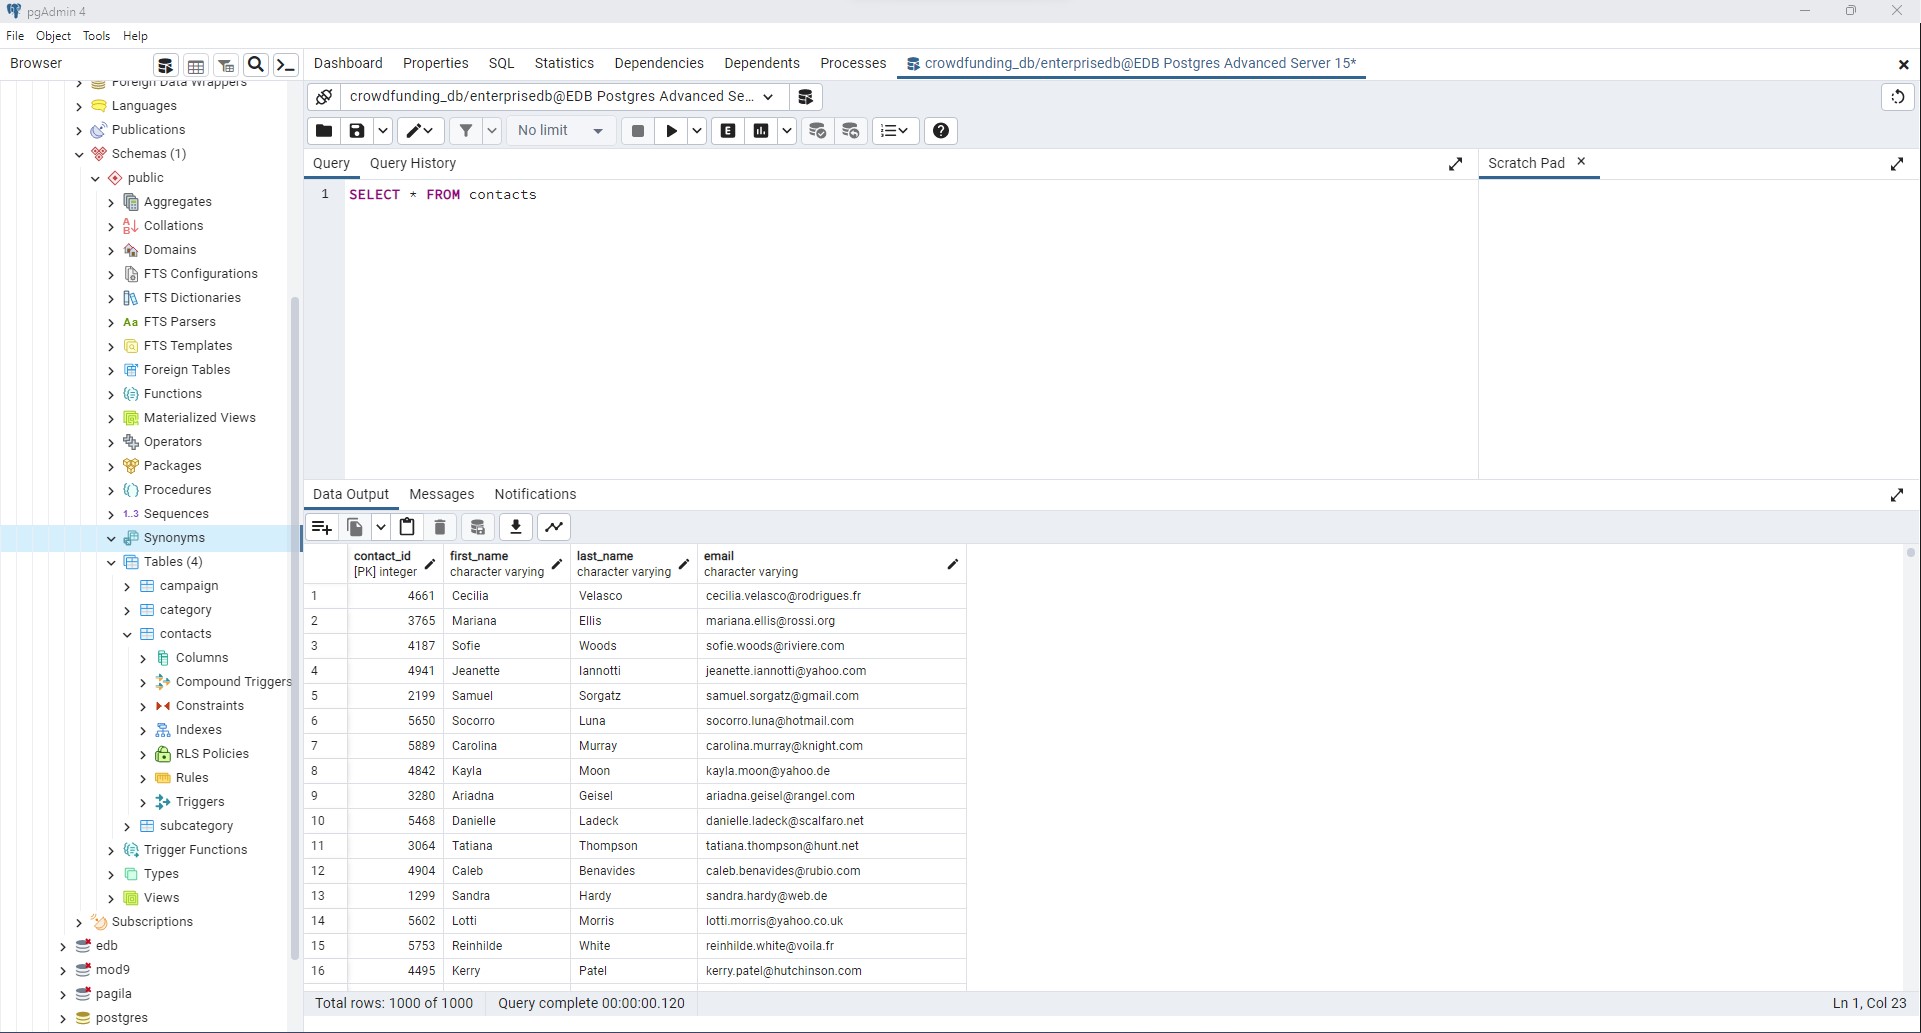 pgAdmin 4
File Object Tools Help
Browser
Dashboard Properties SQL Statistics Dependencies Dependents Processes crowdfunding_db/enterprisedb@EDB Postgres Advanced Server 15*
Foreign Data Wrappers
Languages
Publications
Schemas (1)
public
Aggregates
Collations
Domains
FTS Configurations
FTS Dictionaries
Aa FTS Parsers
FTS Templates
Foreign Tables
Functions
Materialized Views
Operators
Packages
Procedures
1..3 Sequences
Synonyms
Tables (4)
campaign
category
contacts
Columns
Compound Triggers
Constraints
Indexes
RLS Policies
Rules
Triggers
subcategory
Trigger Functions
Types
Views
Subscriptions
edb
mod9
pagila
postgres
crowdfunding_db/enterprisedb@EDB Postgres Advanced Se...
No limit E
Query Query History
1 SELECT * FROM contacts
Scratch Pad
Data Output Messages Notifications
contact_id first_name last_name email
[PK] integer character varying character varying character varying
1 4661 Cecilia Velasco cecilia.velasco@rodrigues.fr
2 3765 Mariana Ellis mariana.ellis@rossi.org
3 4187 Sofie Woods sofie.woods@riviere.com
4 4941 Jeanette Iannotti jeanette.iannotti@yahoo.com
5 2199 Samuel Sorgatz samuel.sorgatz@gmail.com
6 5650 Socorro Luna socorro.luna@hotmail.com
7 5889 Carolina Murray carolina.murray@knight.com
8 4842 Kayla Moon kayla.moon@yahoo.de
9 3280 Ariadna Geisel ariadna.geisel@rangel.com
10 5468 Danielle Ladeck danielle.ladeck@scalfaro.net
11 3064 Tatiana Thompson tatiana.thompson@hunt.net
12 4904 Caleb Benavides caleb.benavides@rubio.com
13 1299 Sandra Hardy sandra.hardy@web.de
14 5602 Lotti Morris lotti.morris@yahoo.co.uk
15 5753 Reinhilde White reinhilde.white@voila.fr
16 4495 Kerry Patel kerry.patel@hutchinson.com
Total rows: 1000 of 1000 Query complete 00:00:00.120 Ln 1, Col 23